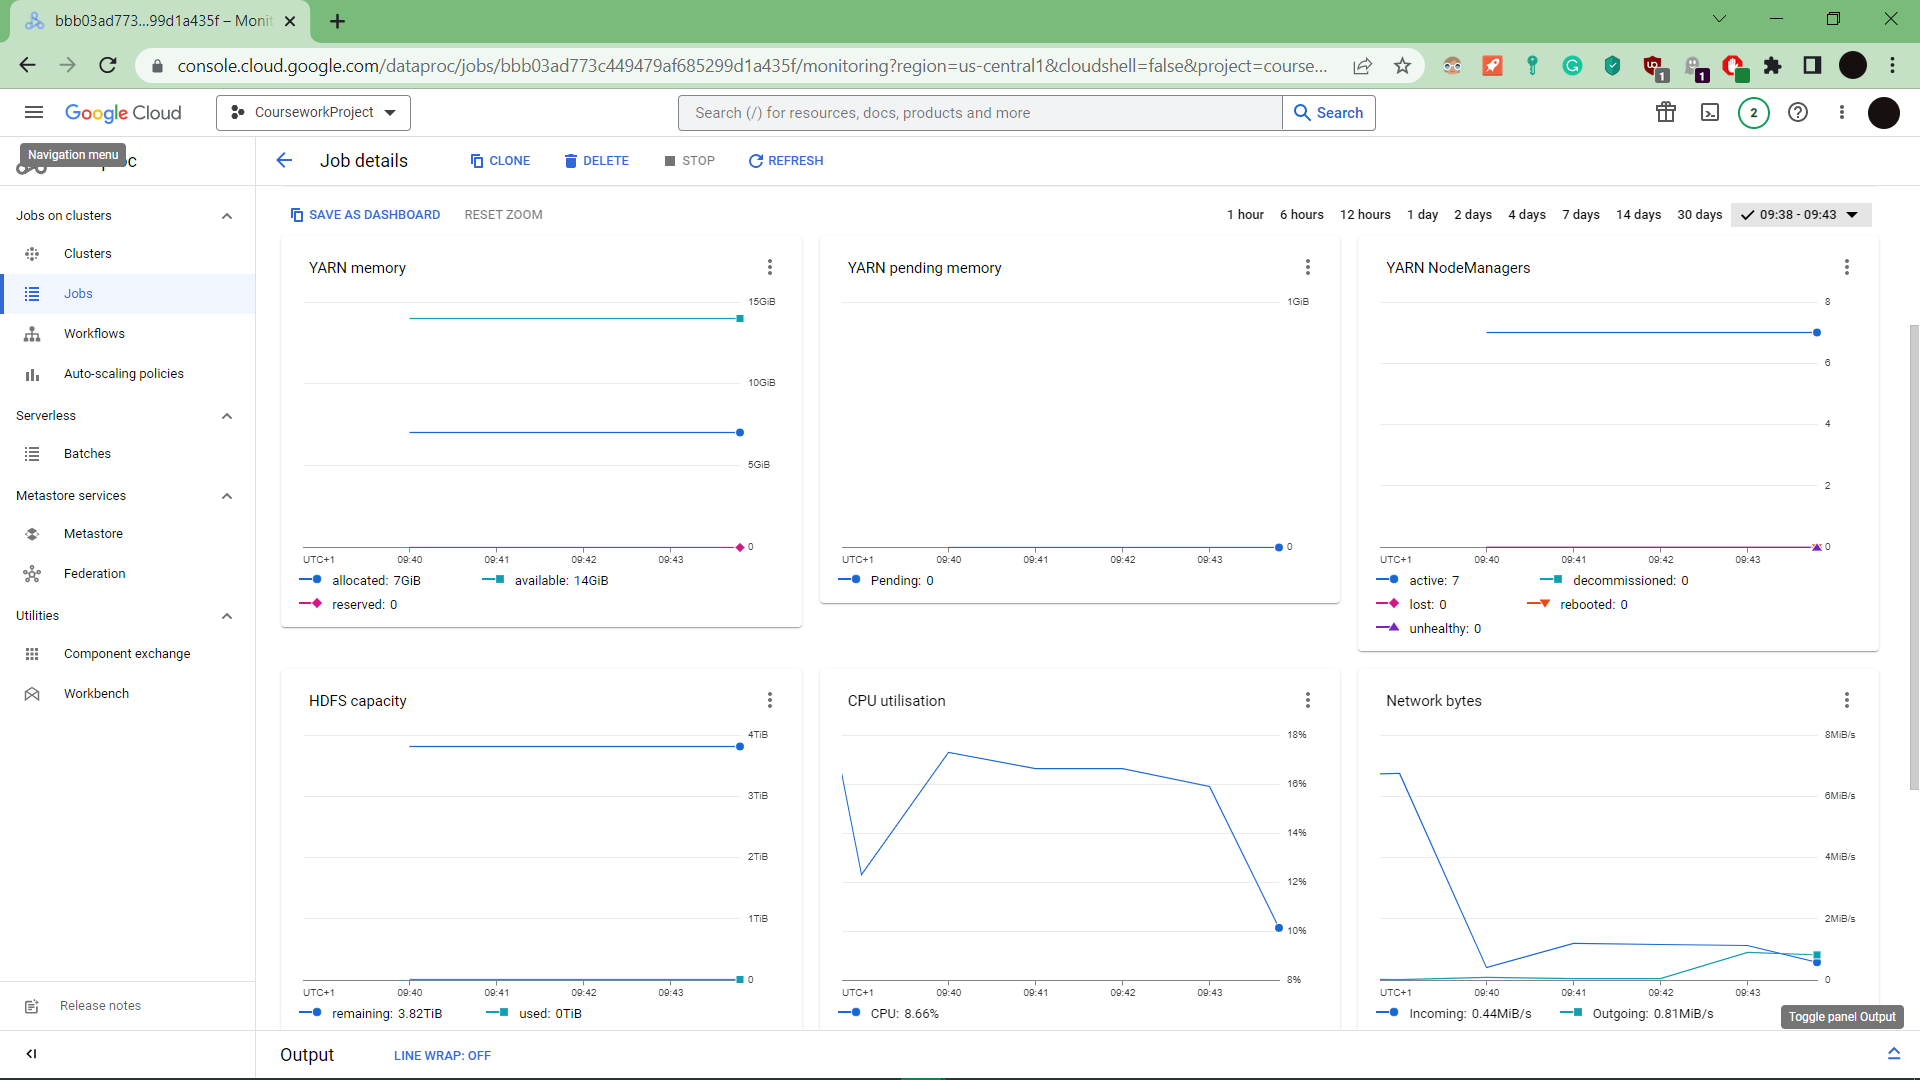 bbb03ad773...99d1a435f – Monit
console.cloud.google.com/dataproc/jobs/bbb03ad773c449479af685299d1a435f/monitoring?region=us-central1&cloudshell=false&project=course...
1
1
Google Cloud
CourseworkProject
Search (/) for resources, docs, products and more
Search
2
Navigation menu
Job details
CLONE
DELETE
STOP
REFRESH
Jobs on clusters
Clusters
Jobs
Workflows
Auto-scaling policies
Serverless
Batches
Metastore services
Metastore
Federation
Utilities
Component exchange
Workbench
Release notes
SAVE AS DASHBOARD
RESET ZOOM
1 hour
6 hours
12 hours
1 day
2 days
4 days
7 days
14 days
30 days
09:38 - 09:43
YARN memory
15GiB
10GiB
5GiB
0
UTC+1
09:40
09:41
09:42
09:43
allocated: 7GiB
available: 14GiB
reserved: 0
YARN pending memory
1GiB
0
UTC+1
09:40
09:41
09:42
09:43
Pending: 0
YARN NodeManagers
8
6
4
2
0
UTC+1
09:40
09:41
09:42
09:43
active: 7
decommissioned: 0
lost: 0
rebooted: 0
unhealthy: 0
HDFS capacity
4TiB
3TiB
2TiB
1TiB
0
UTC+1
09:40
09:41
09:42
09:43
remaining: 3.82TiB
used: 0TiB
CPU utilisation
18%
16%
14%
12%
10%
8%
UTC+1
09:40
09:41
09:42
09:43
CPU: 8.66%
Network bytes
8MiB/s
6MiB/s
4MiB/s
2MiB/s
0
UTC+1
09:40
09:41
09:42
09:43
Incoming: 0.44MiB/s
Outgoing: 0.81MiB/s
Toggle panel Output
Output
LINE WRAP: OFF